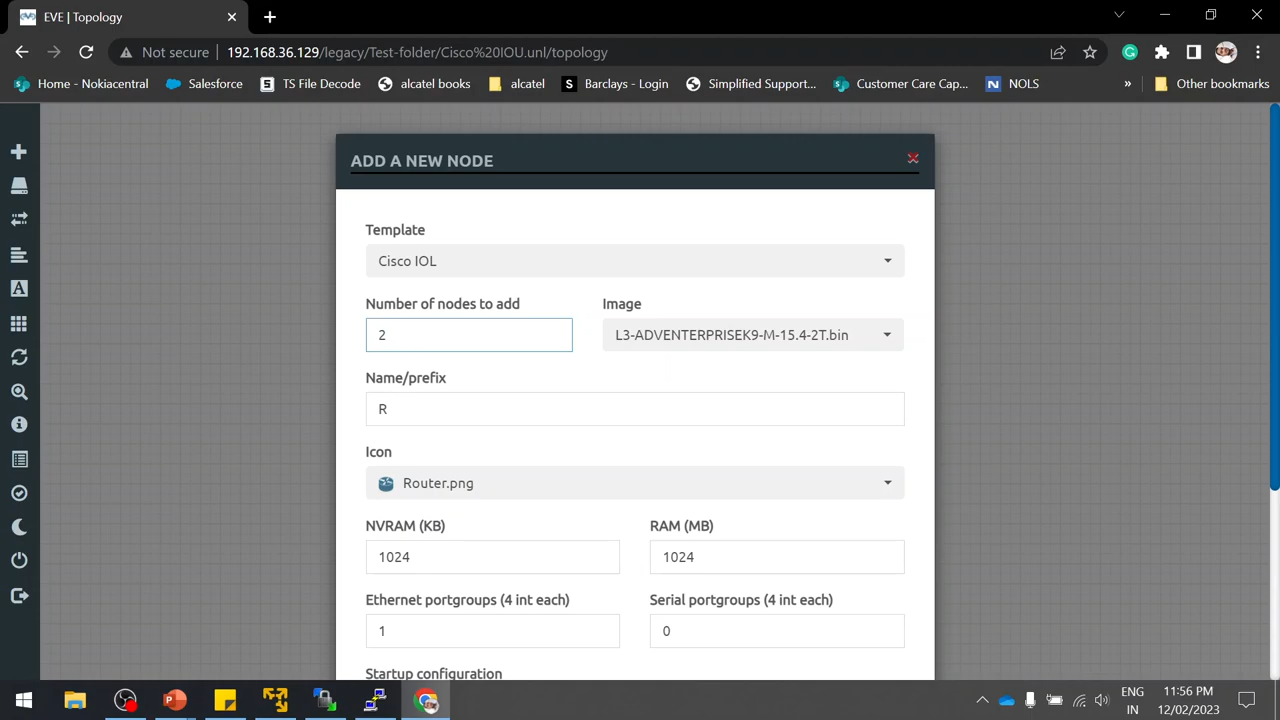 EVE | Topology
Not secure 192.168.36.129/legacy/Test-folder/Cisco%20IOU.unl/topology
Home - Nokiacentral Salesforce TS File Decode alcatel books alcatel Barclays - Login Simplified Support... Customer Care Cap... NOLS » Other bookmarks
ADD A NEW NODE
Template
Cisco IOL
Number of nodes to add Image
2 L3-ADVENTERPRISEK9-M-15.4-2T.bin
Name/prefix
R
Icon
Router.png
NVRAM (KB) RAM (MB)
1024 1024
Ethernet portgroups (4 int each) Serial portgroups (4 int each)
1 0
Startup configuration
ENG 11:56 PM
IN 12/02/2023